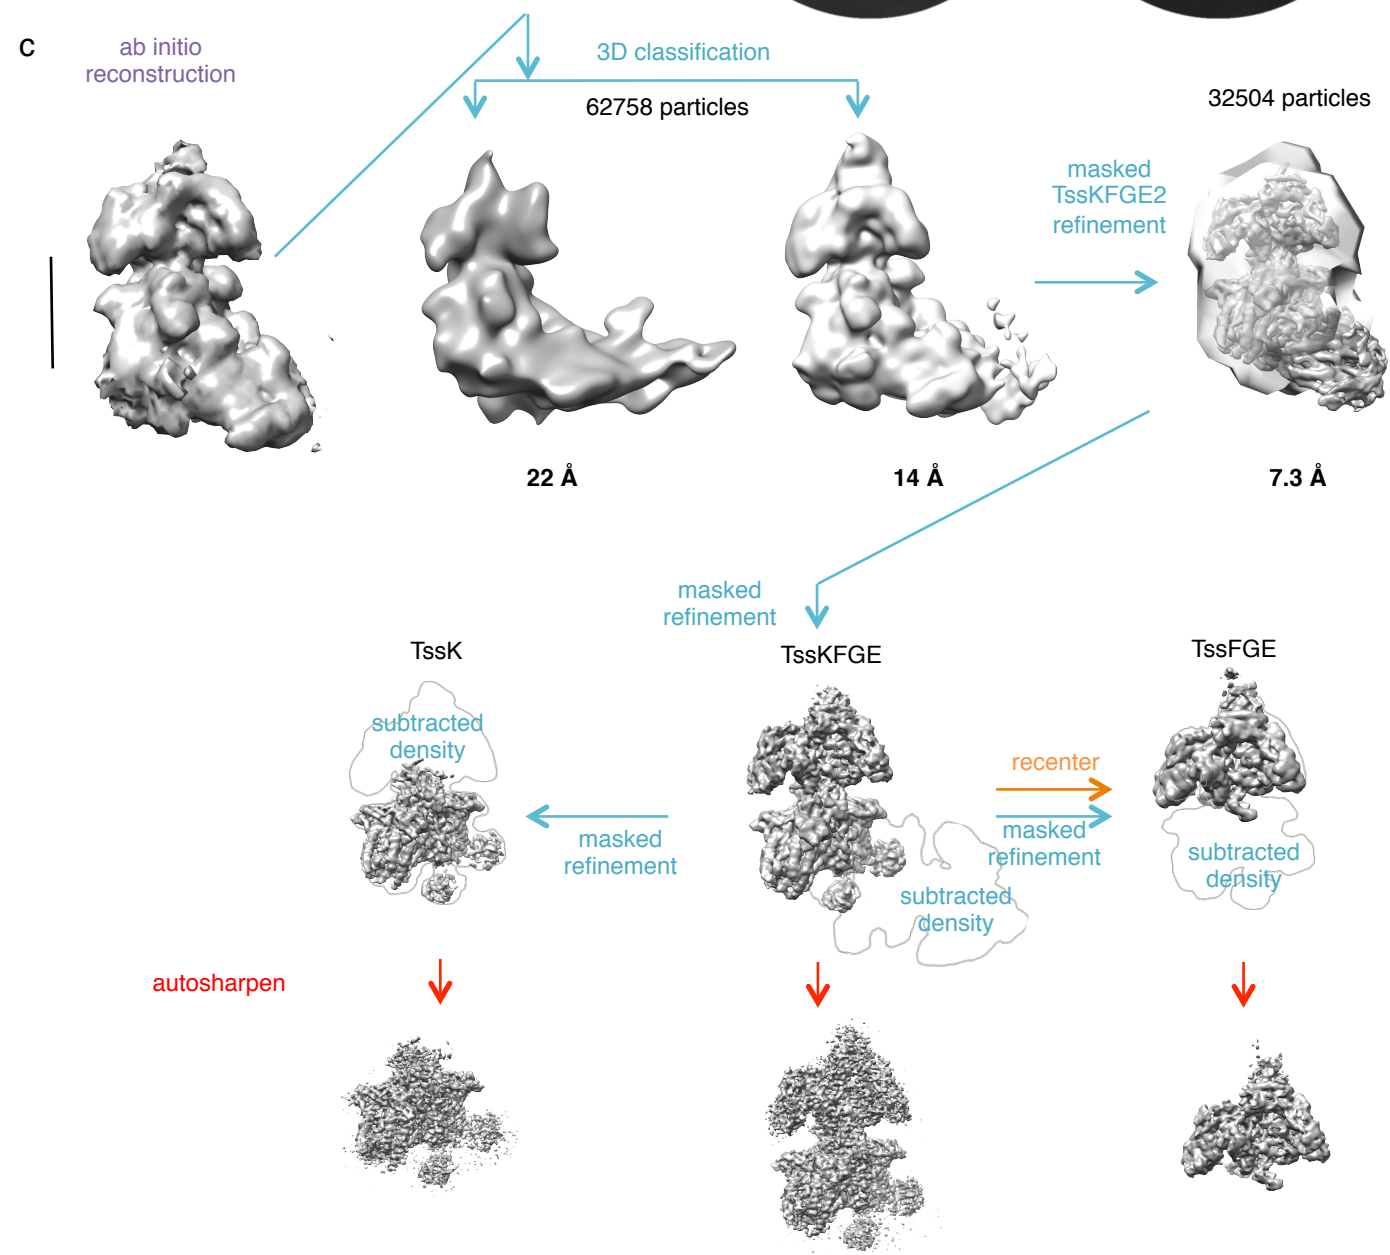 c
ab initio
reconstruction
3D classification
62758 particles
32504 particles
masked
TssKFGE2
refinement
22 Å
14 Å
7.3 Å
masked
refinement
TssK
TssKFGE
TssFGE
subtracted
density
recenter
masked
refinement
masked
refinement
subtracted
density
subtracted
density
autosharpen